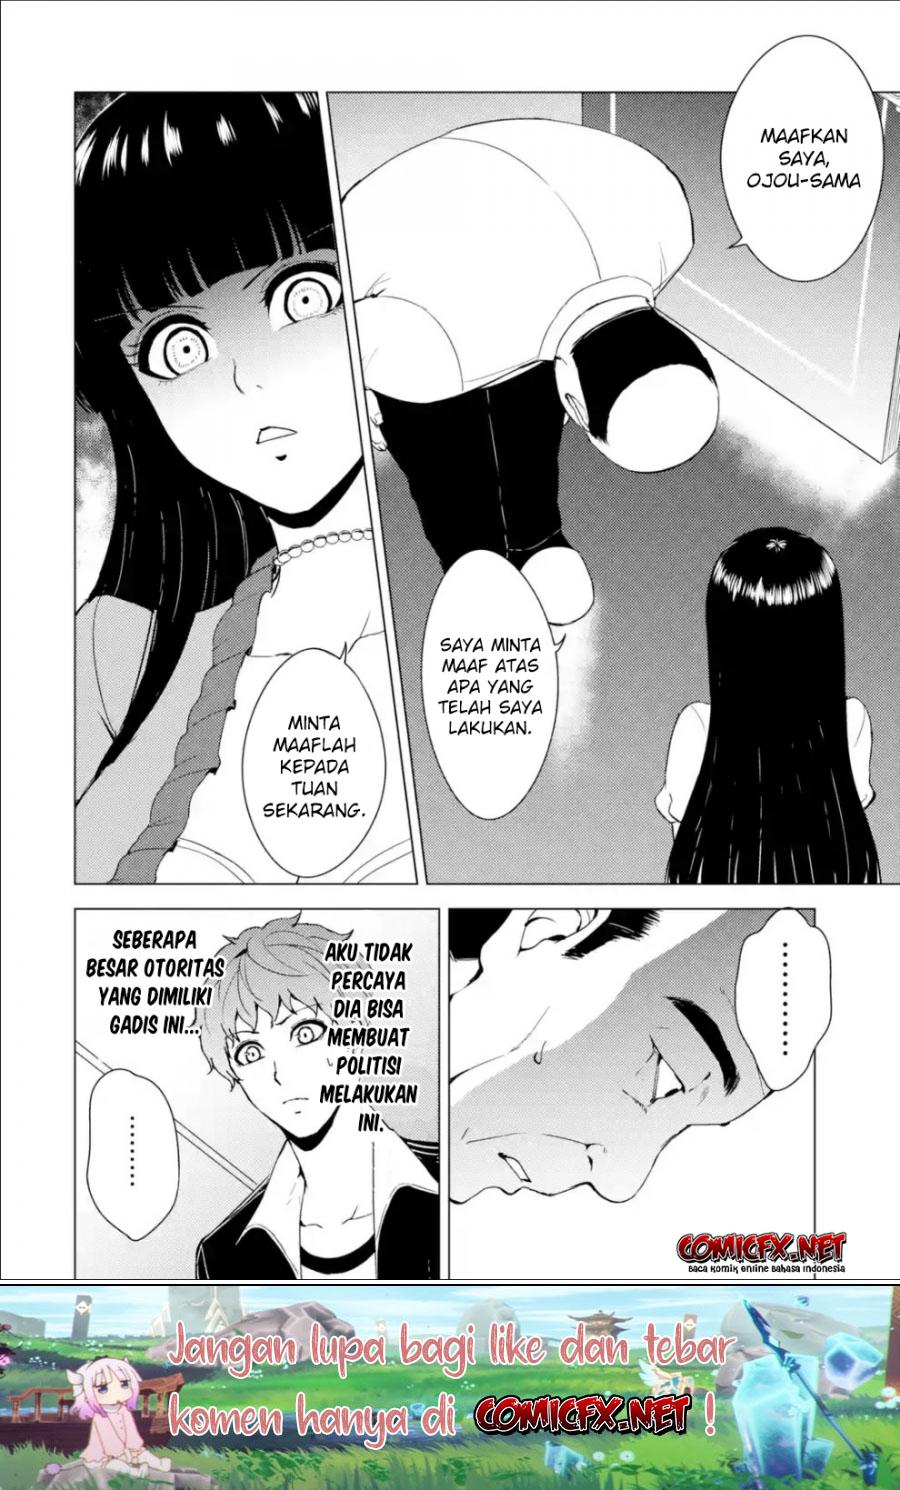 MAAFKAN
SAYA,
OJOU-SAMA
SAYA MINTA
MAAF ATAS
APA YANG
TELAH SAYA
LAKUKAN.
MINTA
MAAFLAH
KEPADA
TUAN
SEKARANG.
.........
AKU TIDAK
PERCAYA
DIA BISA
MEMBUAT
POLITISI
MELAKUKAN
INI.
SEBERAPA
BESAR OTORITAS
YANG DIMILIKI
GADIS INI...
.......
COMICFX.NET
Baca Komik Online Bahasa Indonesia
Jangan lupa bagi like dan tebar
komen hanya di COMICFX.NET !